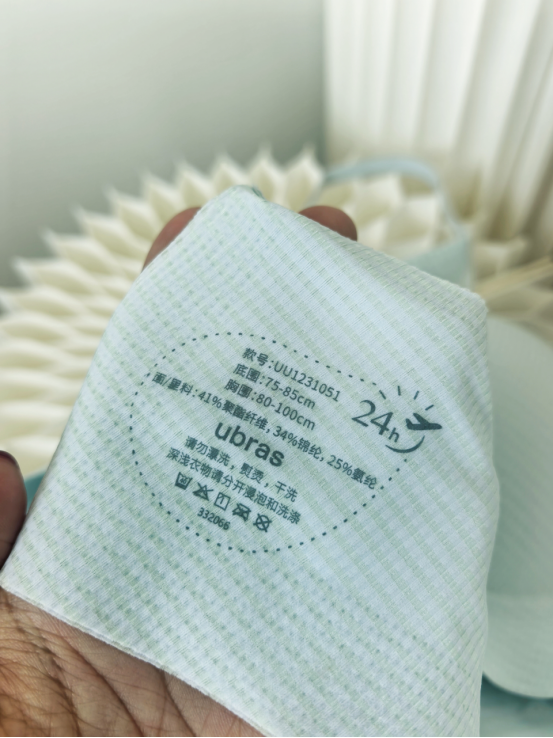 款号:UU1231051
底围:75-85cm
胸围:80-100cm
面/里料:41%聚酯纤维, 34%锦纶, 25%氨纶
ubras
请勿漂洗，熨烫，干洗
深浅衣物请分开浸泡和洗涤
332066
24h